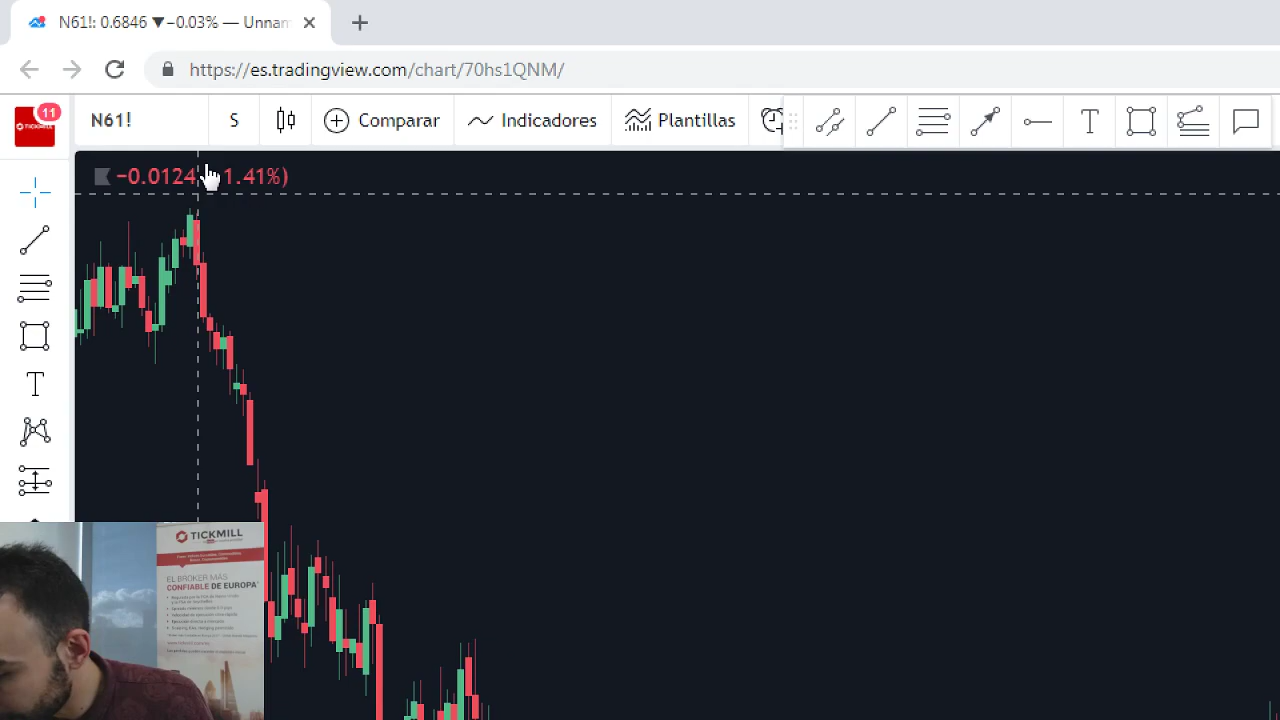 N61!: 0.6846 ▼−0.03% — Unnam
https://es.tradingview.com/chart/70hs1QNM/
11
TICKMILL
N61!
S
Comparar
Indicadores
Plantillas
T
−0.0124 1.41%)
T
TICKMILL
EL BROKER MÁS
CONFIABLE DE EUROPA*